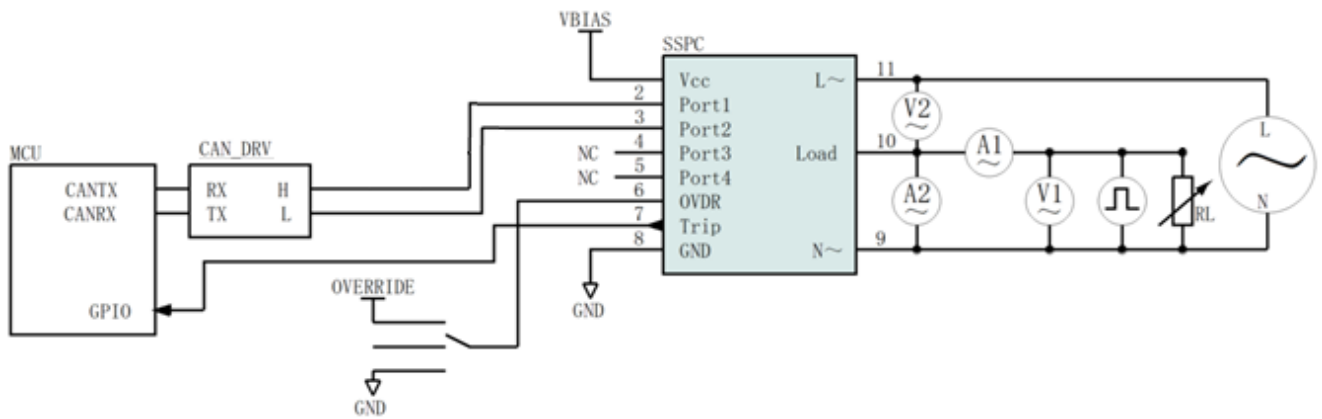 VBIAS
SSPC
Vcc L~ 11
2 Port1
3 Port2
V2
~
NC 4 Port3 Load 10
A1
~
NC 5 Port4
6 OVDR
7 Trip
8 GND N~ 9
A2
~
V1
~
RL
L
N
MCU
CAN_DRV
CANTX RX H
CANRX TX L
GPIO
OVERRIDE
GND
GND